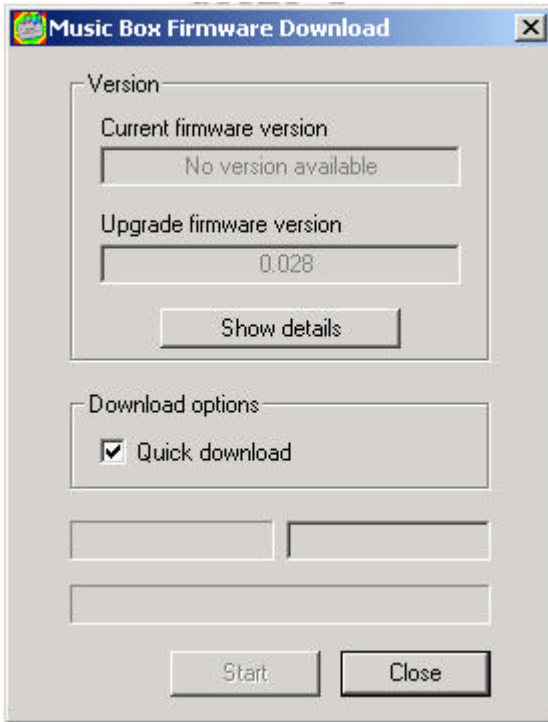 Music Box Firmware Download
Version
Current firmware version
No version available
Upgrade firmware version
0.028
Show details
Download options
Quick download
Start
Close